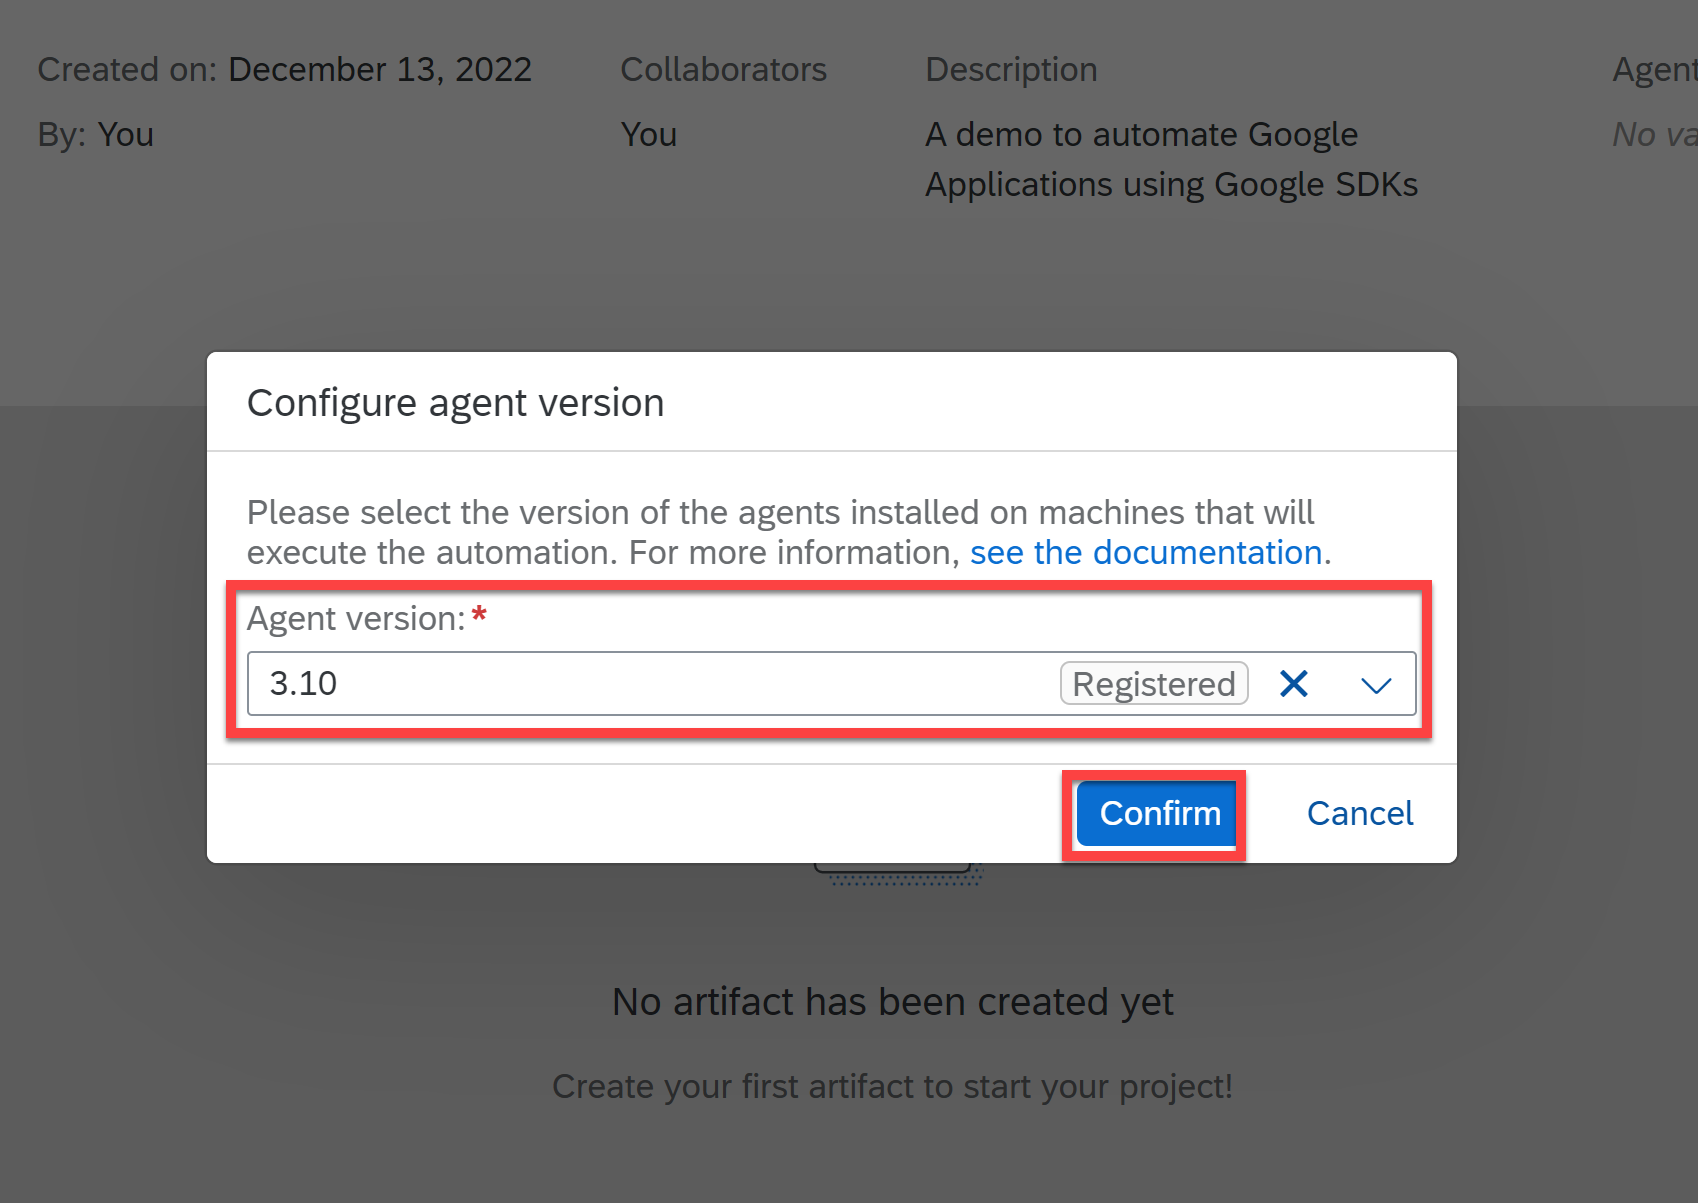 Created on: December 13, 2022
By: You
Collaborators
You
Description
A demo to automate Google
Applications using Google SDKs
Agent
No
Configure agent version
Please select the version of the agents installed on machines that will
execute the automation. For more information, see the documentation.
Agent version:*
3.10
Registered
Confirm
Cancel
No artifact has been created yet
Create your first artifact to start your project!